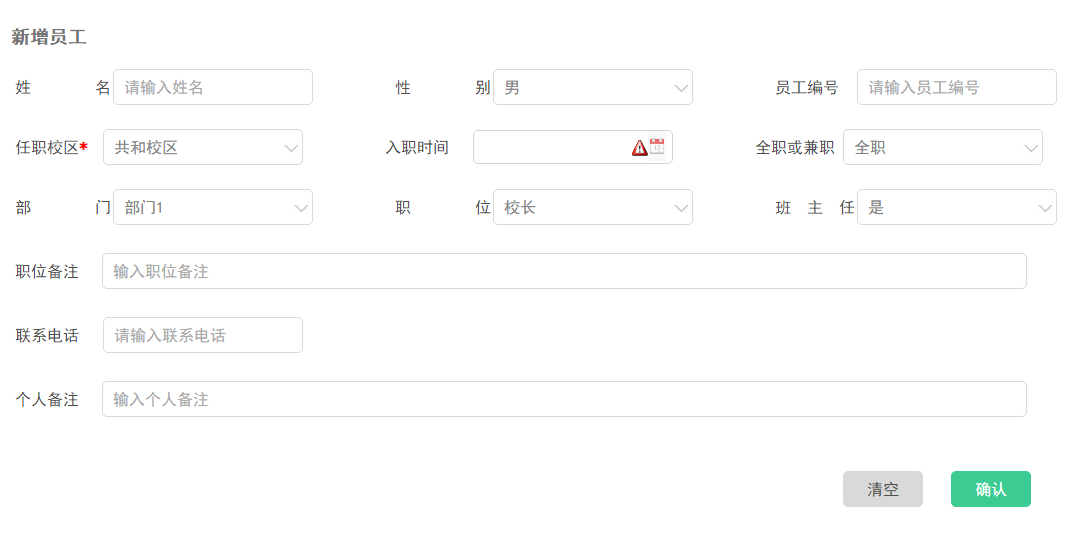 新增员工
姓 名 请输入姓名 性 别 男 员工编号 请输入员工编号
任职校区* 共和校区 入职时间 全职或兼职 全职
部 门 部门1 职 位 校长 班 主 任 是
职位备注 输入职位备注
联系电话 请输入联系电话
个人备注 输入个人备注
清空 确认